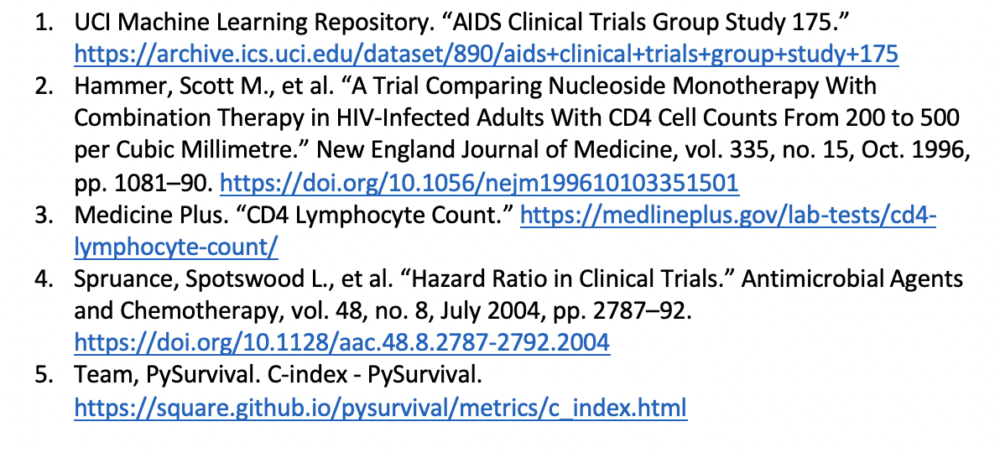 1. UCI Machine Learning Repository. “AIDS Clinical Trials Group Study 175.”
https://archive.ics.uci.edu/dataset/890/aids+clinical+trials+group+study+175
2. Hammer, Scott M., et al. “A Trial Comparing Nucleoside Monotherapy With
Combination Therapy in HIV-Infected Adults With CD4 Cell Counts From 200 to 500
per Cubic Millimetre.” New England Journal of Medicine, vol. 335, no. 15, Oct. 1996,
pp. 1081–90. https://doi.org/10.1056/nejm199610103351501
3. Medicine Plus. “CD4 Lymphocyte Count.” https://medlineplus.gov/lab-tests/cd4-
lymphocyte-count/
4. Spruance, Spotswood L., et al. “Hazard Ratio in Clinical Trials.” Antimicrobial Agents
and Chemotherapy, vol. 48, no. 8, July 2004, pp. 2787–92.
https://doi.org/10.1128/aac.48.8.2787-2792.2004
5. Team, PySurvival. C-index - PySurvival.
https://square.github.io/pysurvival/metrics/c_index.html